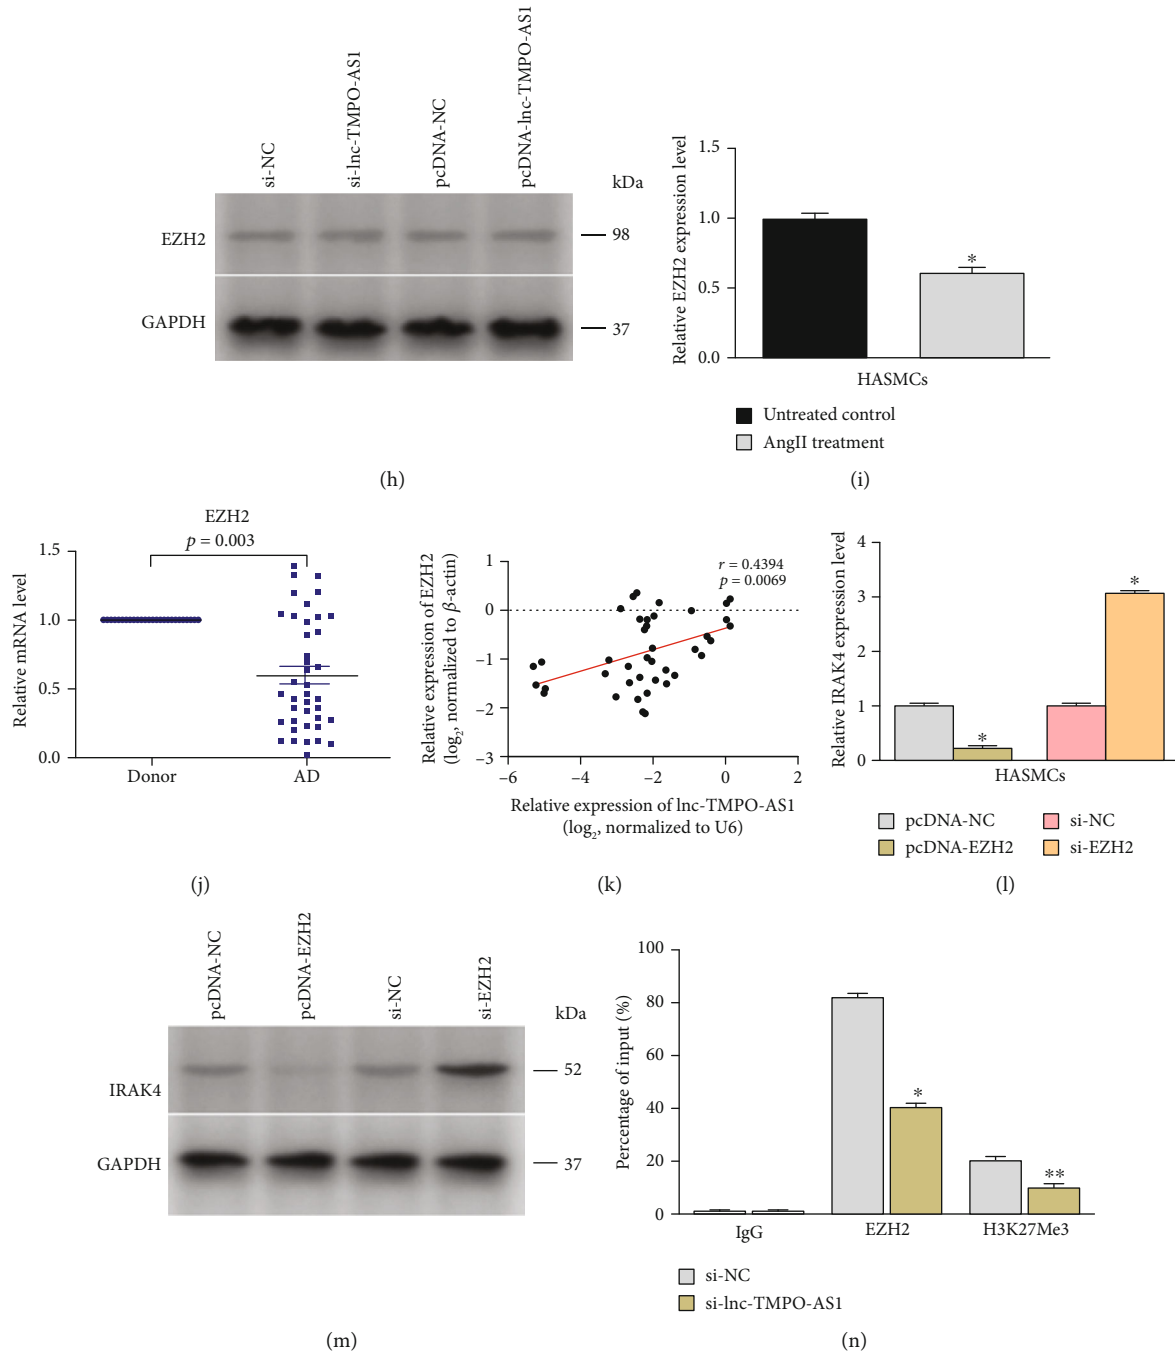 si-NC
si-lnc-TMPO-AS1
pcDNA-NC
pcDNA-lnc-TMPO-AS1
kDa
EZH2
98
GAPDH
37
(h)
Relative EZH2 expression level
1.5
1.0
0.5
0.0
*
HASMCs
Untreated control
AngII treatment
(i)
EZH2
p = 0.003
Relative mRNA level
1.5
1.0
0.5
0.0
Donor
AD
(j)
Relative expression of EZH2
(log₂, normalized to β-actin)
r = 0.4394
p = 0.0069
1
0
−1
−2
−3
−6
−4
−2
0
2
Relative expression of lnc-TMPO-AS1
(log₂, normalized to U6)
(k)
Relative IRAK4 expression level
4
3
2
1
0
*
*
HASMCs
pcDNA-NC
si-NC
pcDNA-EZH2
si-EZH2
(l)
pcDNA-NC
pcDNA-EZH2
si-NC
si-EZH2
kDa
IRAK4
52
GAPDH
37
(m)
Percentage of input (%)
100
80
60
40
20
0
*
**
IgG
EZH2
H3K27Me3
si-NC
si-lnc-TMPO-AS1
(n)